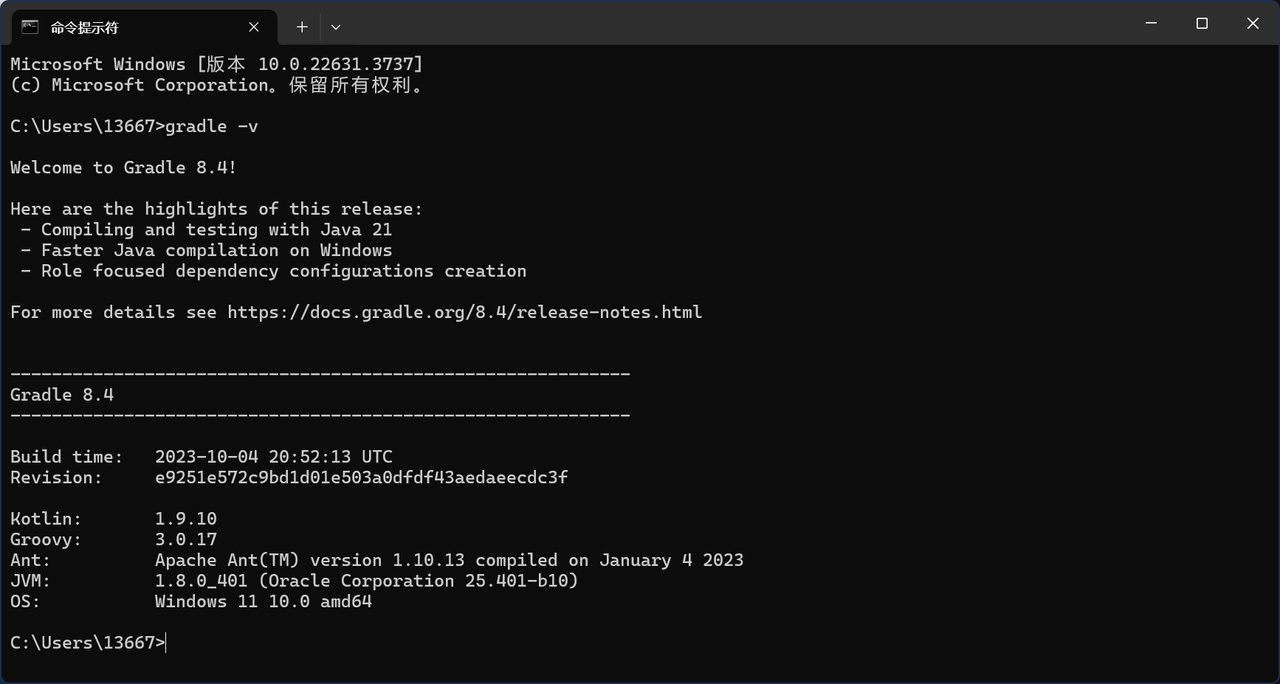 命令提示符
Microsoft Windows [版本 10.0.22631.3737]
(c) Microsoft Corporation。保留所有权利。
C:\Users\13667>gradle -v
Welcome to Gradle 8.4!
Here are the highlights of this release:
- Compiling and testing with Java 21
- Faster Java compilation on Windows
- Role focused dependency configurations creation
For more details see https://docs.gradle.org/8.4/release-notes.html
------------------------------------------------------------
Gradle 8.4
------------------------------------------------------------
Build time:   2023-10-04 20:52:13 UTC
Revision:     e9251e572c9bd1d01e503a0dfdf43aedaeecdc3f
Kotlin:       1.9.10
Groovy:       3.0.17
Ant:          Apache Ant(TM) version 1.10.13 compiled on January 4 2023
JVM:          1.8.0_401 (Oracle Corporation 25.401-b10)
OS:           Windows 11 10.0 amd64
C:\Users\13667>